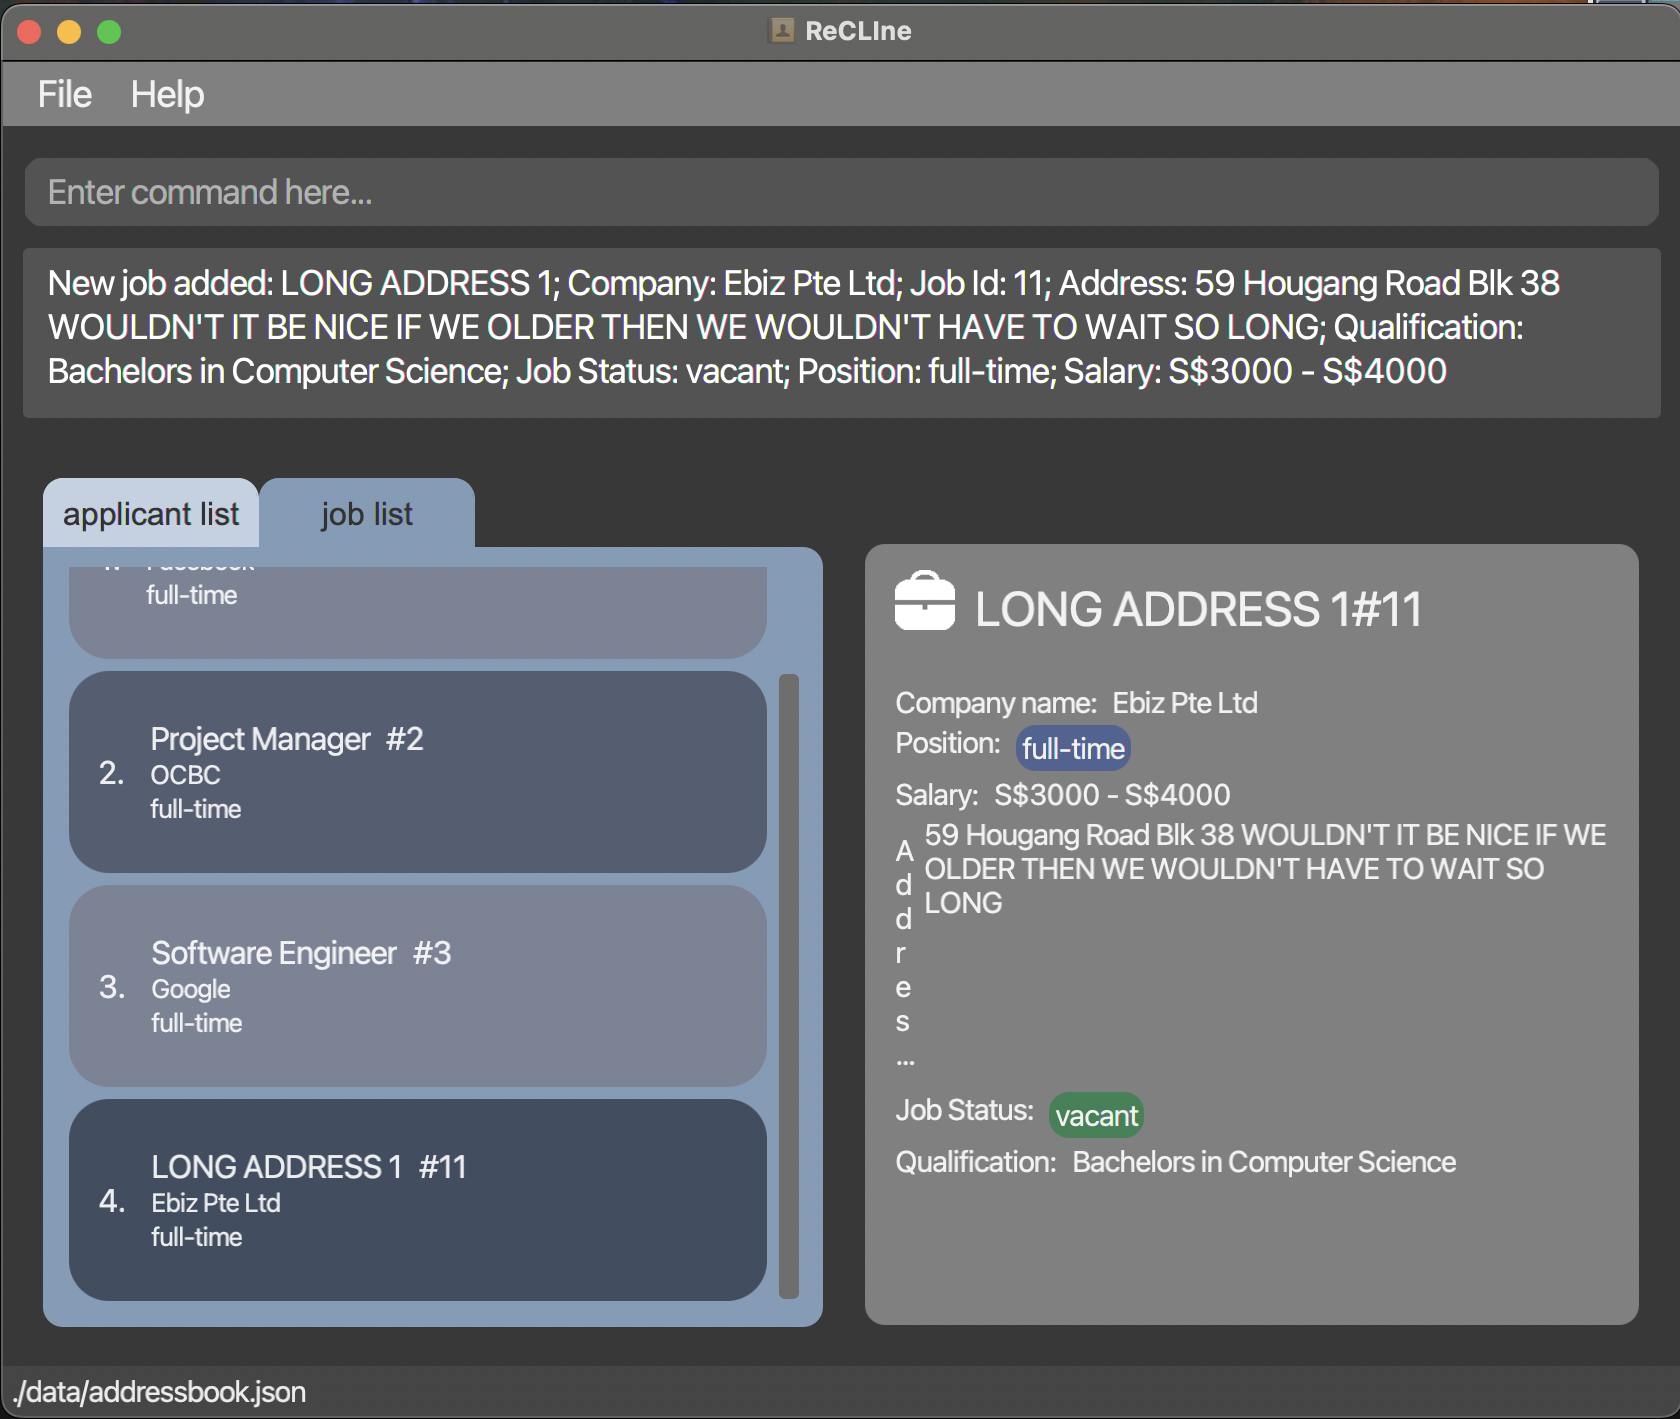 ReCLIne
File Help
Enter command here...
New job added: LONG ADDRESS 1; Company: Ebiz Pte Ltd; Job Id: 11; Address: 59 Hougang Road Blk 38
WOULDN'T IT BE NICE IF WE OLDER THEN WE WOULDN'T HAVE TO WAIT SO LONG; Qualification:
Bachelors in Computer Science; Job Status: vacant; Position: full-time; Salary: S$3000 - S$4000
applicant list
job list
full-time
2.
Project Manager #2
OCBC
full-time
3.
Software Engineer #3
Google
full-time
4.
LONG ADDRESS 1 #11
Ebiz Pte Ltd
full-time
LONG ADDRESS 1#11
Company name: Ebiz Pte Ltd
Position: full-time
Salary: S$3000 - S$4000
A
d
d
r
e
s
...
59 Hougang Road Blk 38 WOULDN'T IT BE NICE IF WE
OLDER THEN WE WOULDN'T HAVE TO WAIT SO
LONG
Job Status: vacant
Qualification: Bachelors in Computer Science
./data/addressbook.json